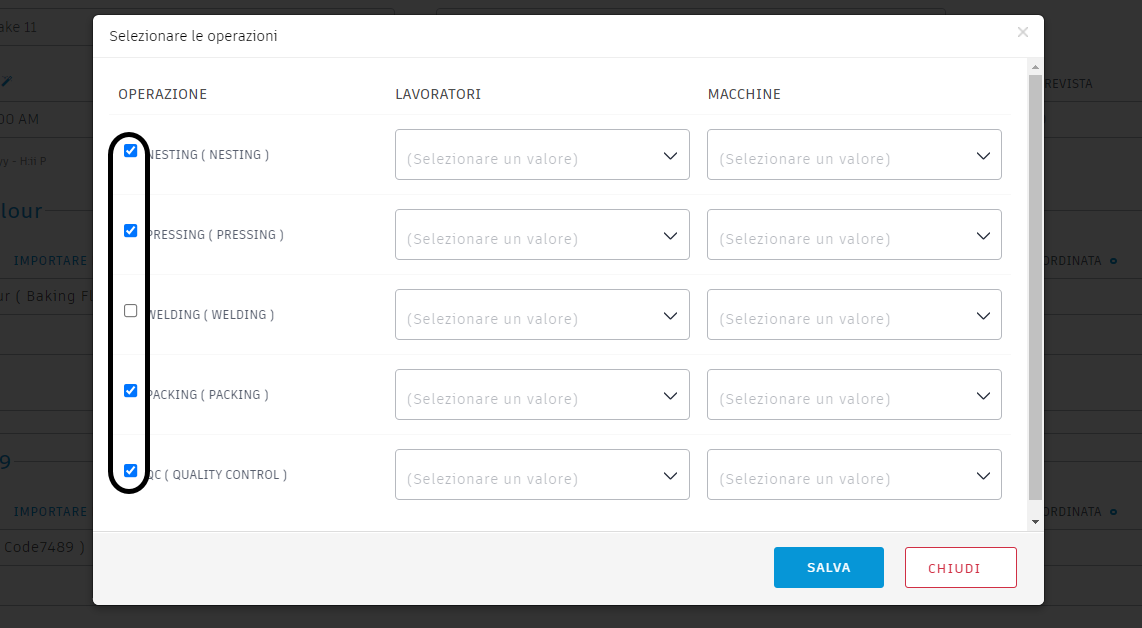 ake 11
Selezionare le operazioni
OPERAZIONE LAVORATORI MACCHINE
REVISTA
00 AM
NESTING ( NESTING ) (Selezionare un valore) (Selezionare un valore)
lour
PRESSING ( PRESSING ) (Selezionare un valore) (Selezionare un valore)
IMPORTARE
ORDINATA
ur ( Baking Fl
WELDING ( WELDING ) (Selezionare un valore) (Selezionare un valore)
PACKING ( PACKING ) (Selezionare un valore) (Selezionare un valore)
9
QC ( QUALITY CONTROL ) (Selezionare un valore) (Selezionare un valore)
IMPORTARE
ORDINATA
Code7489 )
SALVA CHIUDI